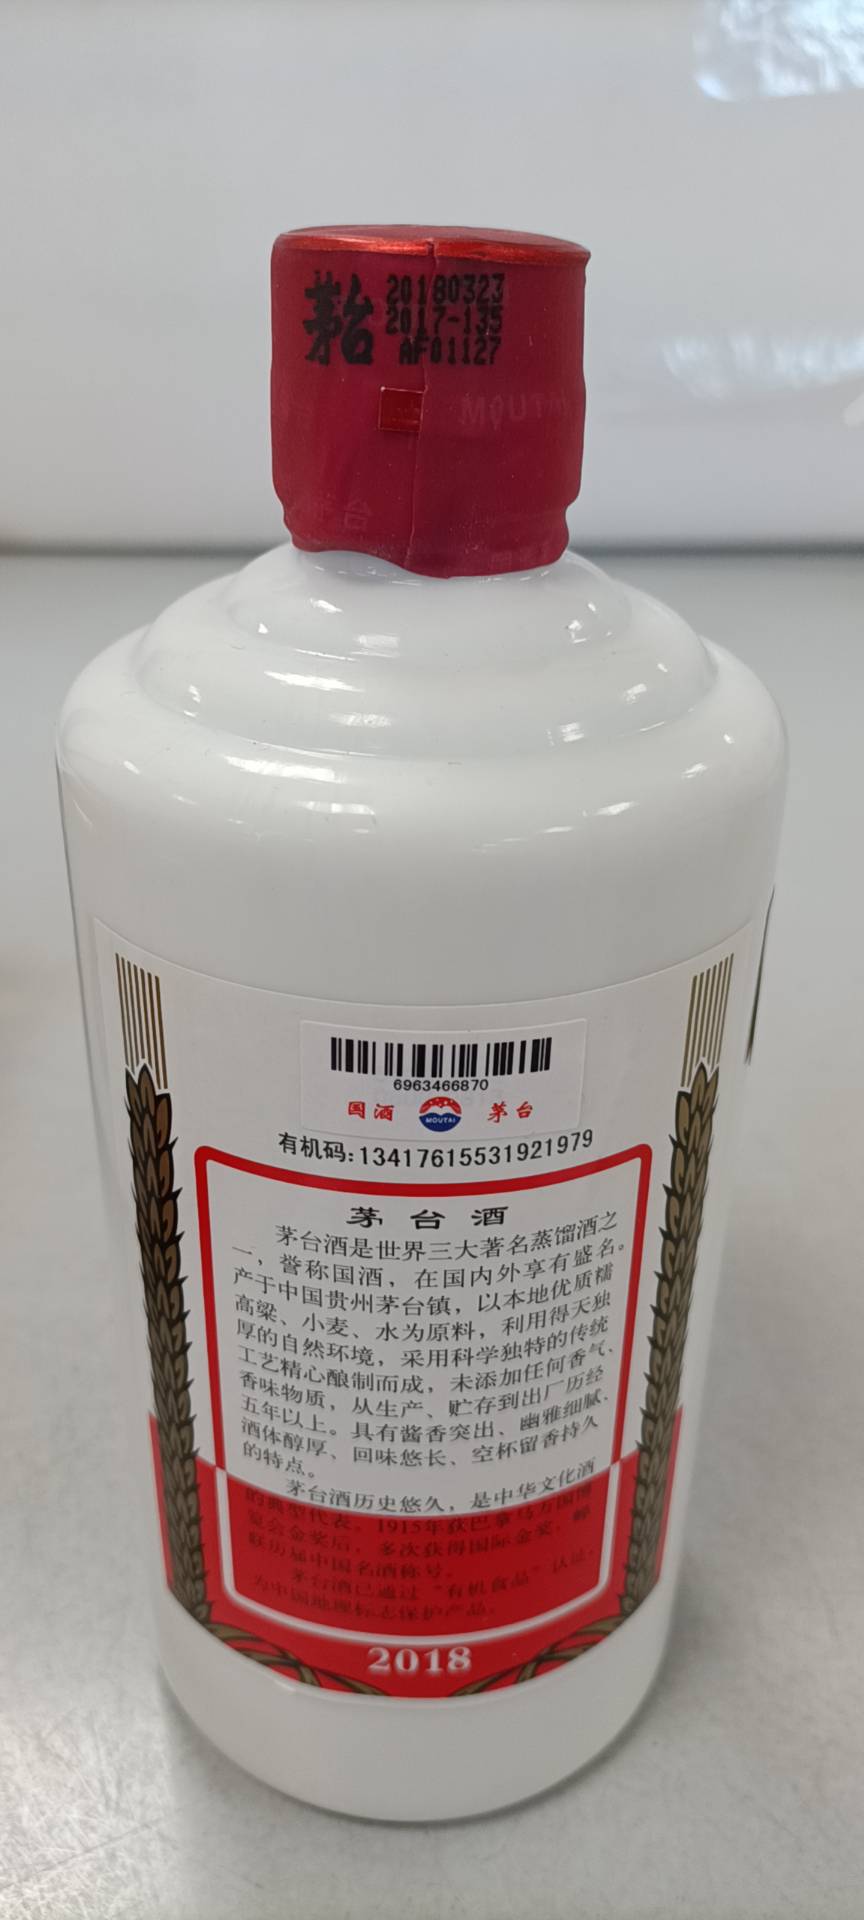 茅台 20180323
2017-135
AF01127
MOUTAI
台
6963466870
国酒 MOUTAI 茅台
有机码:13417615531921979
茅台酒
茅台酒是世界三大著名蒸馏酒之
一，誉称国酒，在国内外享有盛名。
产于中国贵州茅台镇，以本地优质糯
高粱、小麦、水为原料，利用得天独
厚的自然环境，采用科学独特的传统
工艺精心酿制而成，未添加任何香气、
香味物质，从生产、贮存到出厂历经
五年以上。具有酱香突出、幽雅细腻、
酒体醇厚、回味悠长、空杯留香持久
的特点。
茅台酒历史悠久，是中华文化酒
的典型代表。1915年获巴拿马万国博
览会金奖后，多次获得国际金奖，蝉
联历届中国名酒称号。
茅台酒已通过“有机食品”认证，
为中国地理标志保护产品。
2018